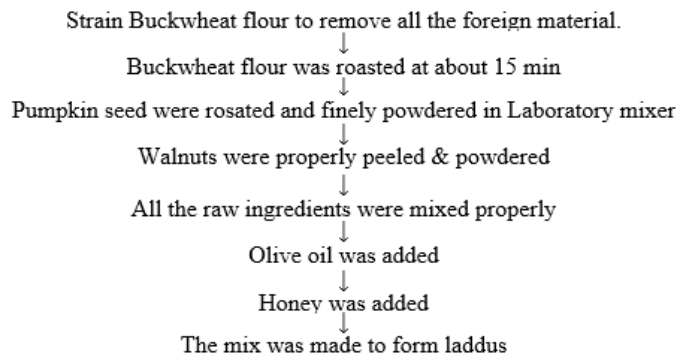 Strain Buckwheat flour to remove all the foreign material.
↓
Buckwheat flour was roasted at about 15 min
↓
Pumpkin seed were rosated and finely powdered in Laboratory mixer
↓
Walnuts were properly peeled & powdered
↓
All the raw ingredients were mixed properly
↓
Olive oil was added
↓
Honey was added
↓
The mix was made to form laddus